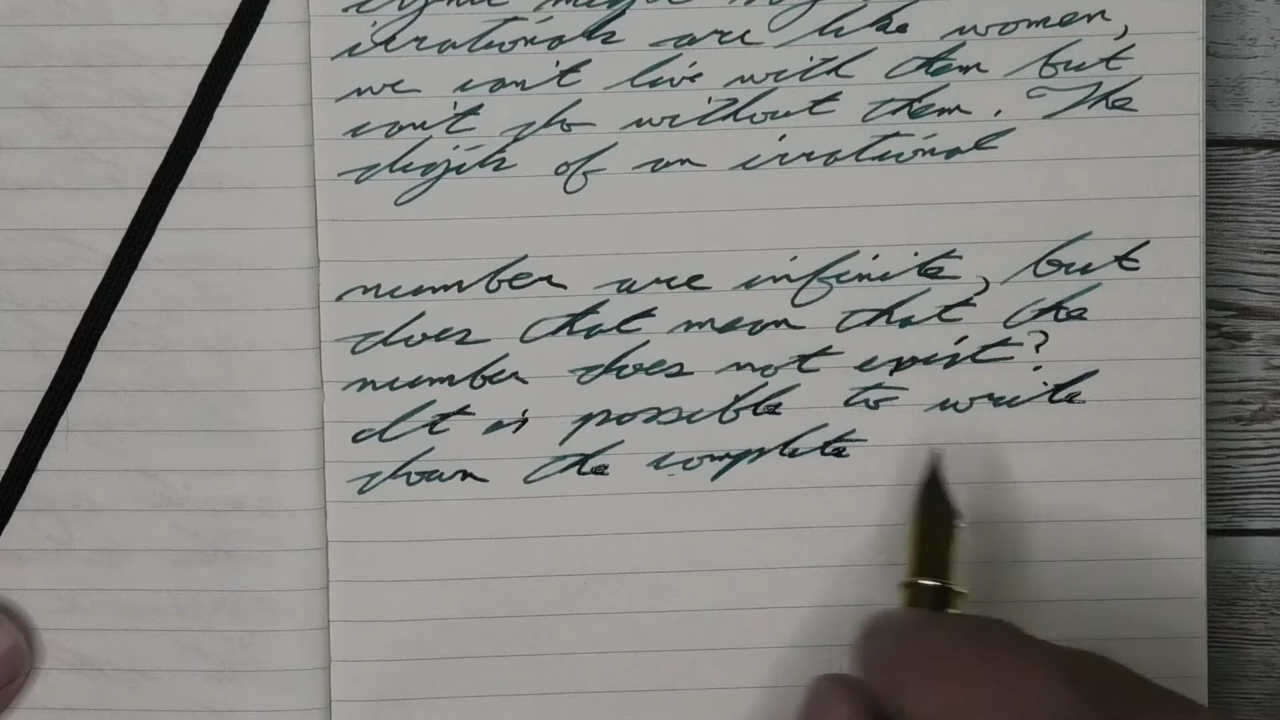 irrationals are like women,
we can't live with them but
can't do without them. The
digits of an irrational
number are infinite, but
does that mean that the
number does not exist?
It is possible to write
down the complete